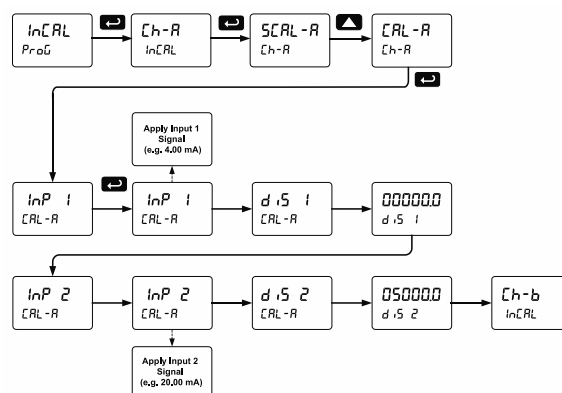 InCAL
ProG
Ch-A
InCAL
SCAL-A
Ch-A
CAL-A
Ch-A
Apply Input 1
Signal
(e.g. 4.00 mA)
InP 1
CAL-A
InP 1
CAL-A
diS 1
CAL-A
00000.0
diS 1
InP 2
CAL-A
InP 2
CAL-A
diS 2
CAL-A
05000.0
diS 2
Ch-b
InCAL
Apply Input 2
Signal
(e.g. 20.00 mA)